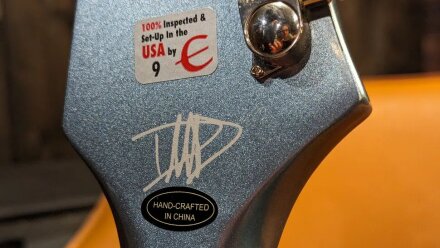 100% Inspected &
Set-Up In the
USA by
9
HAND-CRAFTED
IN CHINA